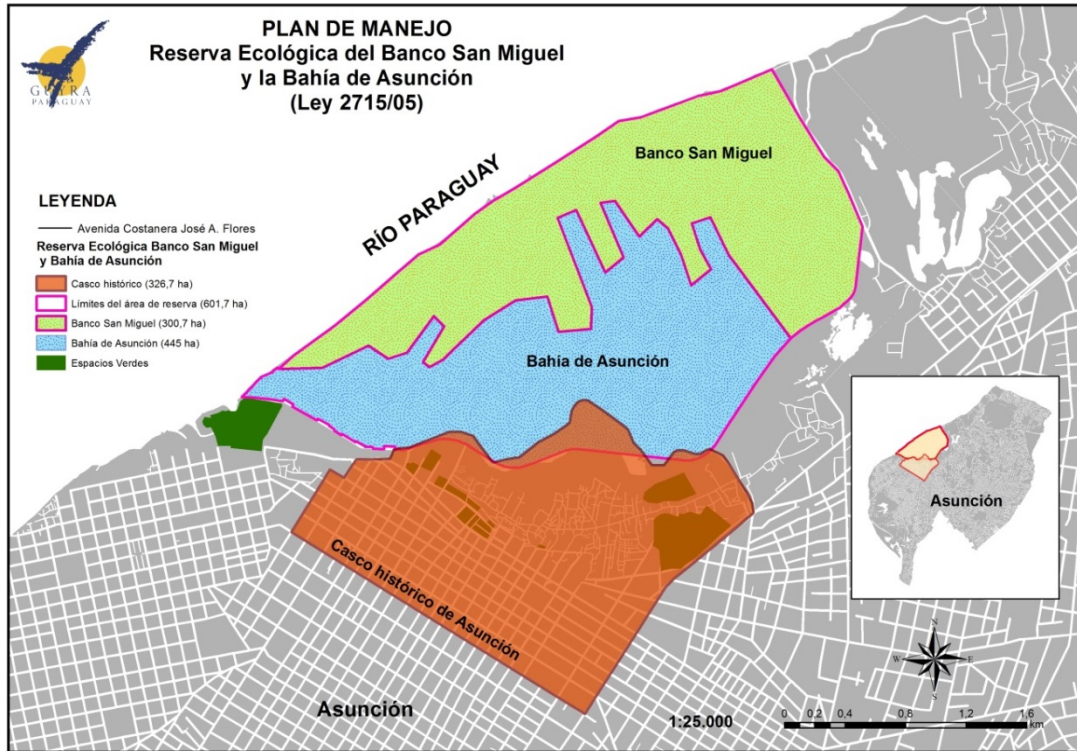 PLAN DE MANEJO
Reserva Ecológica del Banco San Miguel
y la Bahía de Asunción
(Ley 2715/05)
GUYRA
PARAGUAY
RÍO PARAGUAY
Banco San Miguel
LEYENDA
Avenida Costanera José A. Flores
Reserva Ecológica Banco San Miguel
y Bahía de Asunción
Casco histórico (326,7 ha)
Límites del área de reserva (601,7 ha)
Banco San Miguel (300,7 ha)
Bahía de Asunción (445 ha)
Espacios Verdes
Bahía de Asunción
Casco histórico de Asunción
Asunción
Asunción
N
W E
S
1:25.000
0 0,2 0,4 0,8 1,2 1,6
km